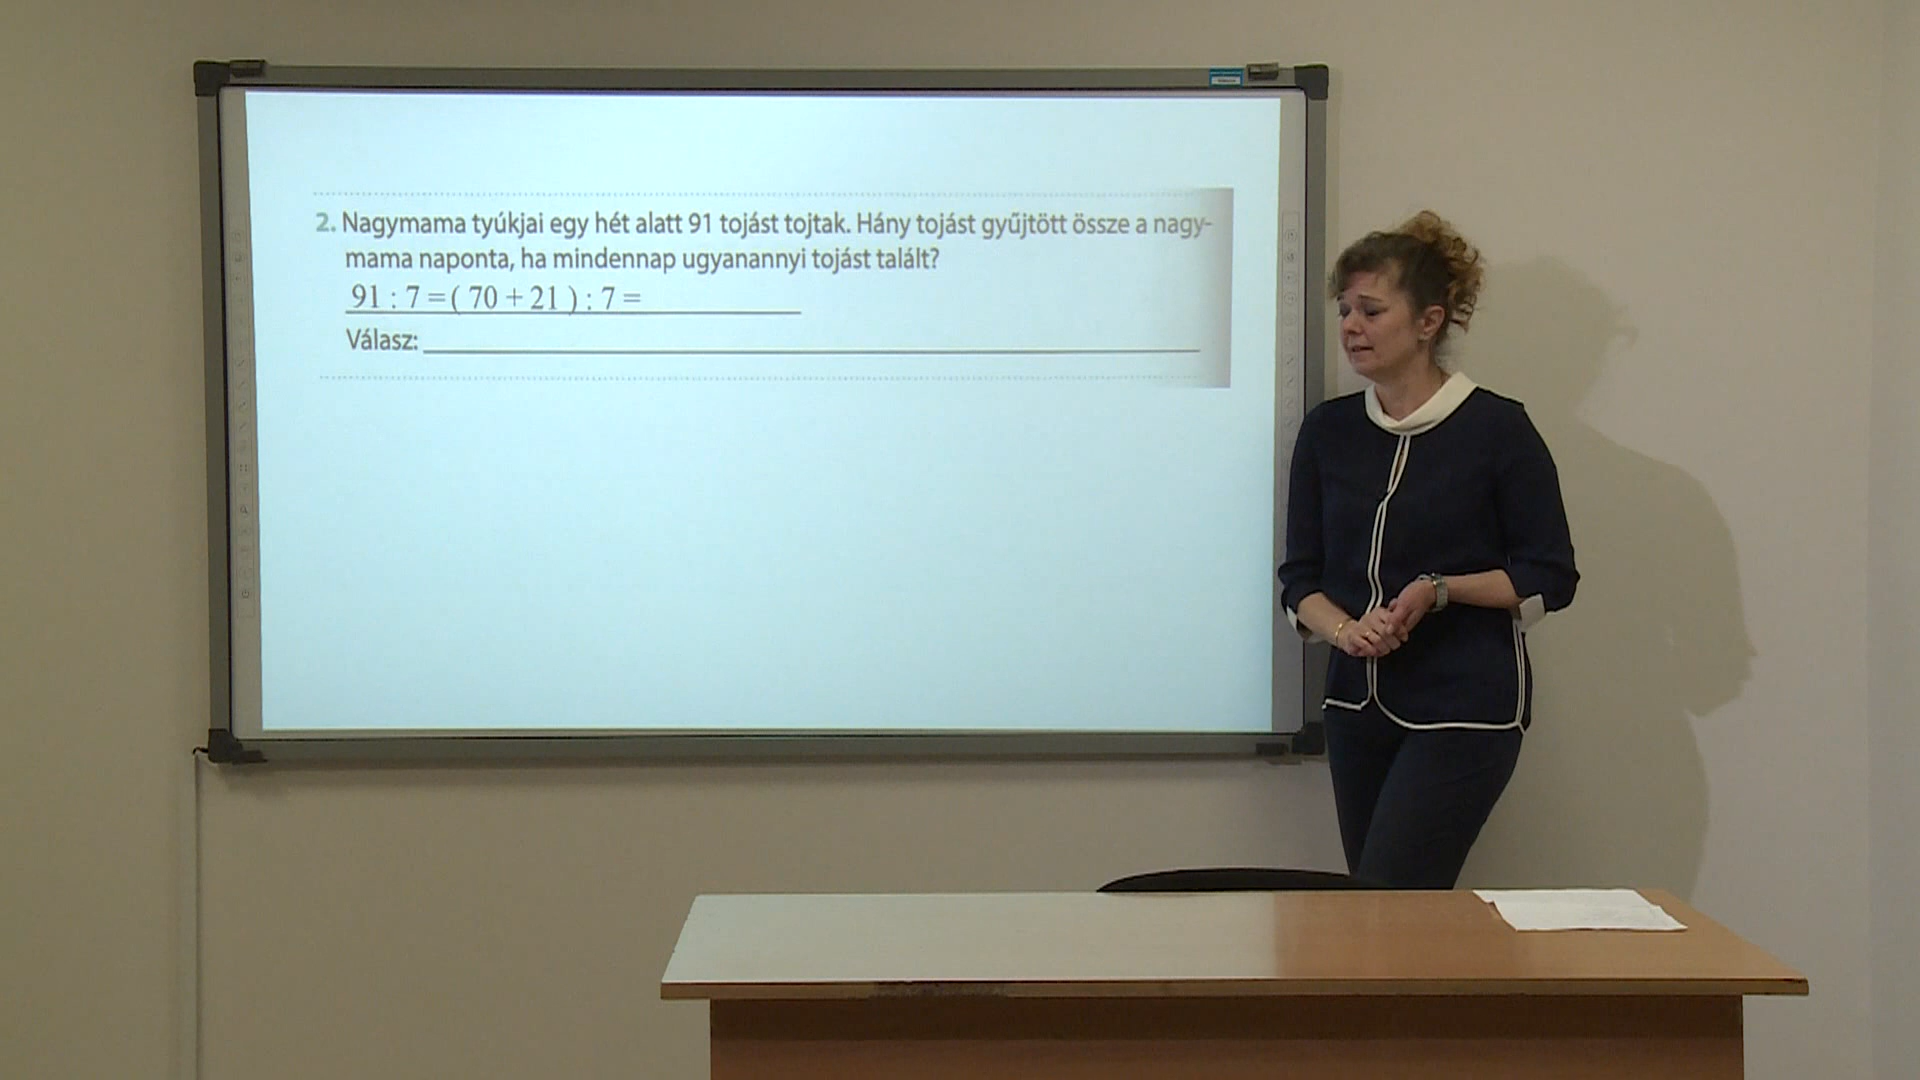 2. Nagymama tyúkjai egy hét alatt 91 tojást tojtak. Hány tojást gyűjtött össze a nagy-
mama naponta, ha mindennap ugyanannyi tojást talált?
91 : 7 = ( 70 + 21 ) : 7 =
Válasz: